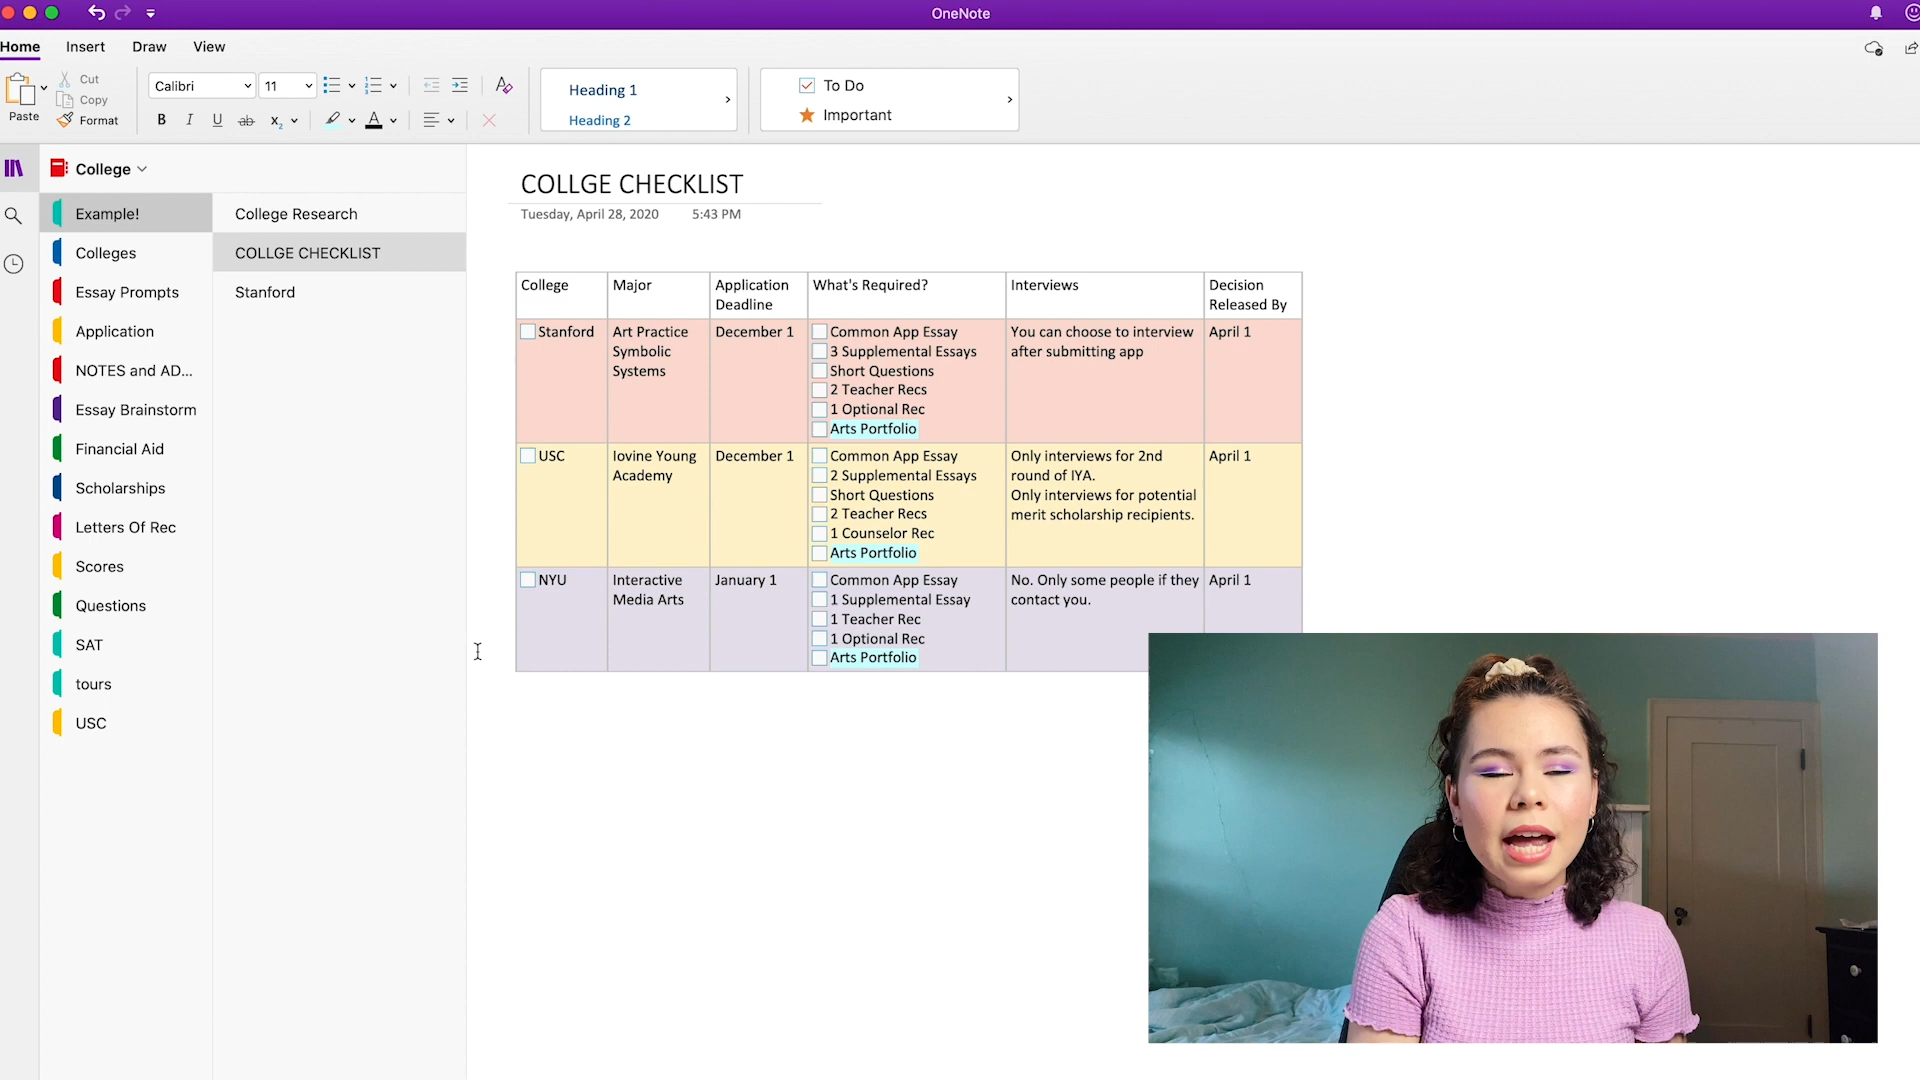 OneNote
Home Insert Draw View
Paste
Cut
Copy
Format
Calibri
11
B I U ab x2
A
Heading 1
Heading 2
To Do
Important
College
Example!
Colleges
Essay Prompts
Application
NOTES and AD...
Essay Brainstorm
Financial Aid
Scholarships
Letters Of Rec
Scores
Questions
SAT
tours
USC
College Research
COLLGE CHECKLIST
Stanford
COLLGE CHECKLIST
Tuesday, April 28, 2020 5:43 PM
College
Major
Application
Deadline
What's Required?
Interviews
Decision
Released By
Stanford
Art Practice
Symbolic
Systems
December 1
Common App Essay
3 Supplemental Essays
Short Questions
2 Teacher Recs
1 Optional Rec
Arts Portfolio
You can choose to interview
after submitting app
April 1
USC
Iovine Young
Academy
December 1
Common App Essay
2 Supplemental Essays
Short Questions
2 Teacher Recs
1 Counselor Rec
Arts Portfolio
Only interviews for 2nd
round of IYA.
Only interviews for potential
merit scholarship recipients.
April 1
NYU
Interactive
Media Arts
January 1
Common App Essay
1 Supplemental Essay
1 Teacher Rec
1 Optional Rec
Arts Portfolio
No. Only some people if they
contact you.
April 1